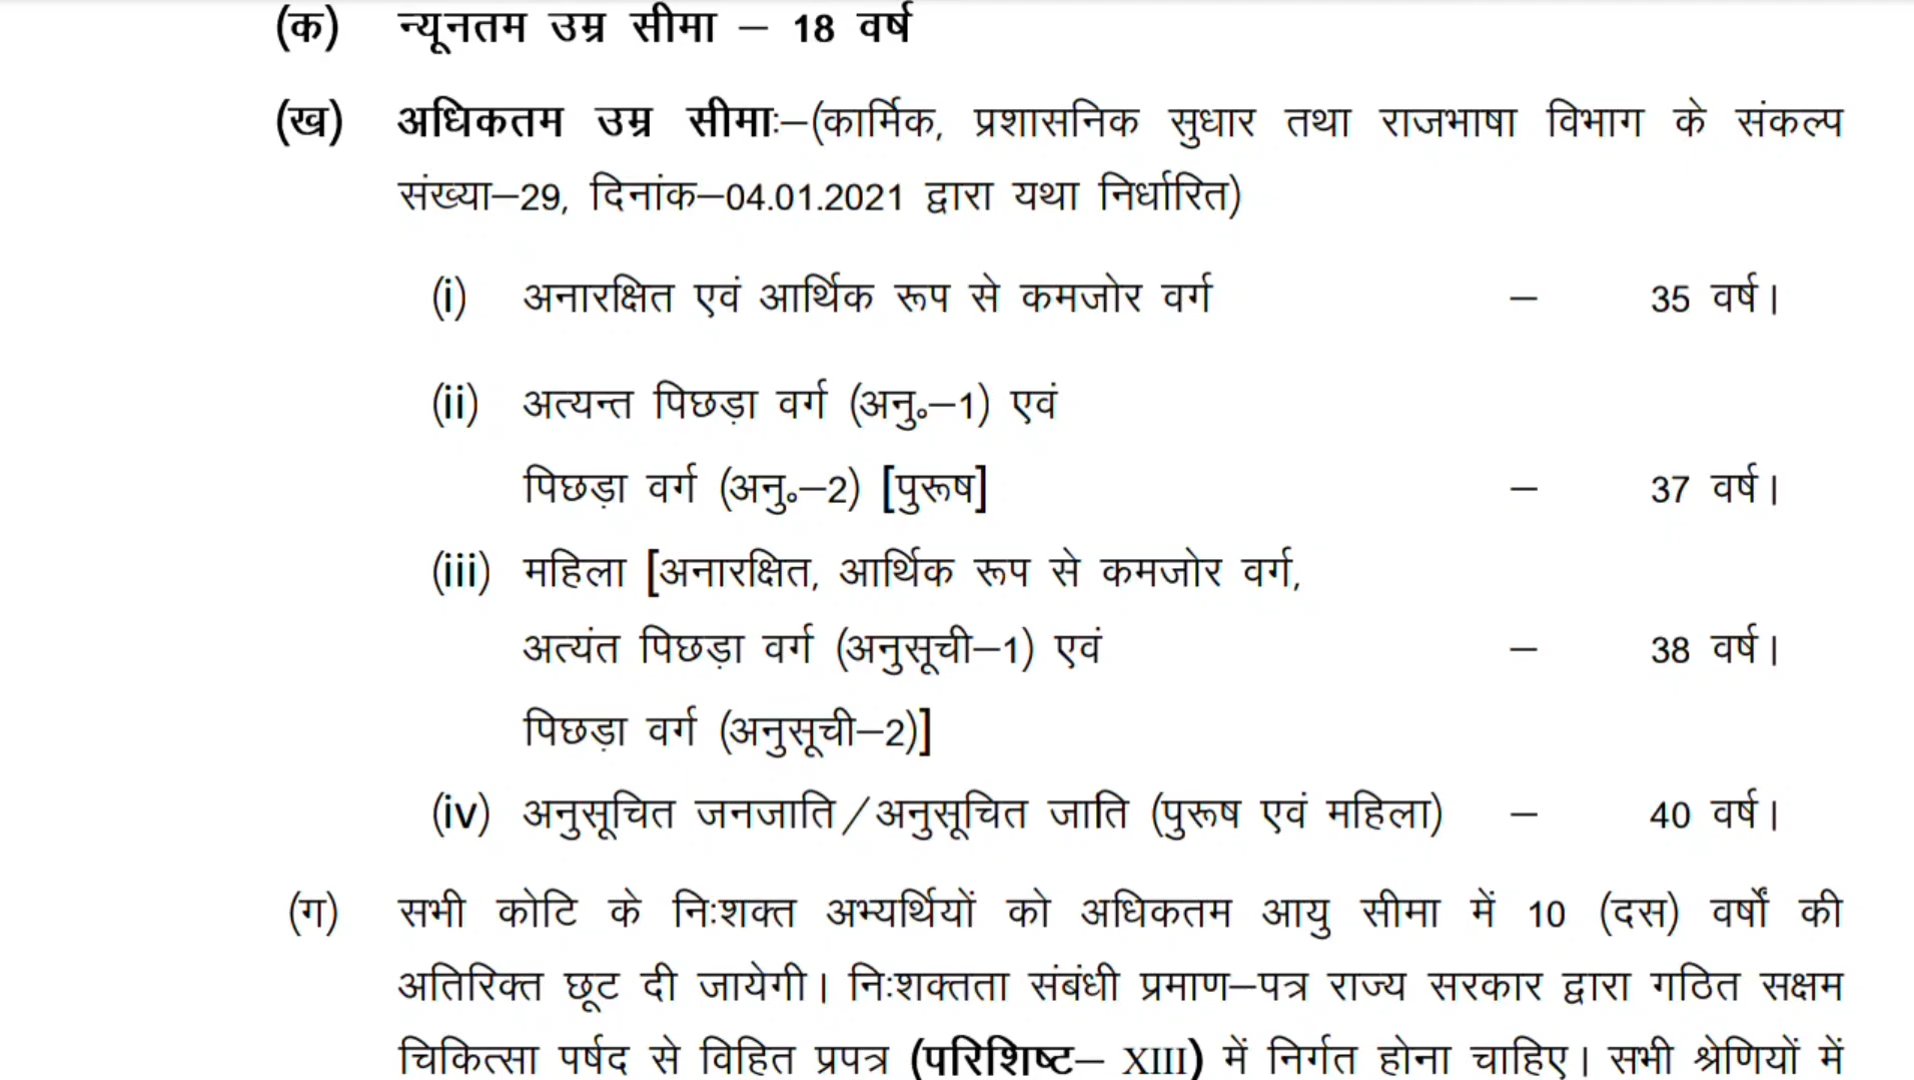 (क) न्यूनतम उम्र सीमा – 18 वर्ष
(ख) अधिकतम उम्र सीमाः–(कार्मिक, प्रशासनिक सुधार तथा राजभाषा विभाग के संकल्प
संख्या–29, दिनांक–04.01.2021 द्वारा यथा निर्धारित)
(i) अनारक्षित एवं आर्थिक रूप से कमजोर वर्ग – 35 वर्ष।
(ii) अत्यन्त पिछड़ा वर्ग (अनु॰–1) एवं
पिछड़ा वर्ग (अनु॰–2) [पुरूष] – 37 वर्ष।
(iii) महिला [अनारक्षित, आर्थिक रूप से कमजोर वर्ग,
अत्यंत पिछड़ा वर्ग (अनुसूची–1) एवं – 38 वर्ष।
पिछड़ा वर्ग (अनुसूची–2)]
(iv) अनुसूचित जनजाति/अनुसूचित जाति (पुरूष एवं महिला) – 40 वर्ष।
(ग) सभी कोटि के निःशक्त अभ्यर्थियों को अधिकतम आयु सीमा में 10 (दस) वर्षों की
अतिरिक्त छूट दी जायेगी। निःशक्तता संबंधी प्रमाण–पत्र राज्य सरकार द्वारा गठित सक्षम
चिकित्सा पर्षद से विहित प्रपत्र (परिशिष्ट– XIII) में निर्गत होना चाहिए। सभी श्रेणियों में